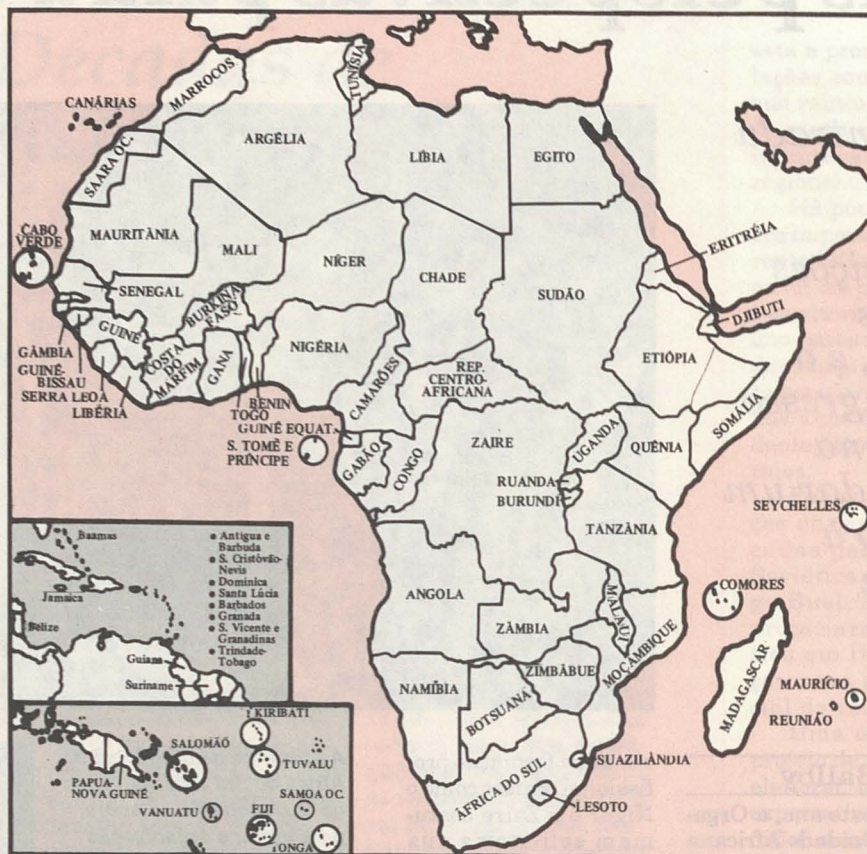 TUNÍSIA
MARROCOS
CANÁRIAS
ARGÉLIA
LÍBIA
EGITO
SAARA OC.
CABO
VERDE
MAURITÂNIA
MALI
NÍGER
CHADE
SUDÃO
ERITRÉIA
SENEGAL
BURKINA
FASO
GUINÉ
DJIBUTI
NIGÉRIA
ETIÓPIA
GÂMBIA
GUINÉ-
BISSAU
SERRA LEOA
LIBÉRIA
COSTA
DO
MARFIM
GANA
CAMARÕES
REP.
CENTRO-
AFRICANA
SOMÁLIA
BENIN
TOGO
GUINÉ EQUAT.
S. TOMÉ E
PRÍNCIPE
GABÃO
CONGO
ZAIRE
UGANDA
QUÊNIA
RUANDA
BURUNDI
TANZÂNIA
SEYCHELLES
COMORES
ANGOLA
ZÂMBIA
MALAUI
MOÇAMBIQUE
ZIMBÁBUE
NAMÍBIA
BOTSUANA
MADAGASCAR
MAURÍCIO
REUNIÃO
SUAZILÂNDIA
ÁFRICA DO SUL
LESOTO
Baamas
Jamaica
Belize
Guiana
Suriname
• Antigua e
Barbuda
• S. Cristóvão-
Nevis
• Dominica
Santa Lúcia
• Barbados
• Granada
• S. Vicente e
Granadinas
• Trindade-
Tobago
KIRIBATI
SALOMÃO
TUVALU
PAPUA-
NOVA GUINÉ
SAMOA OC.
VANUATU
FIJI
TONGA